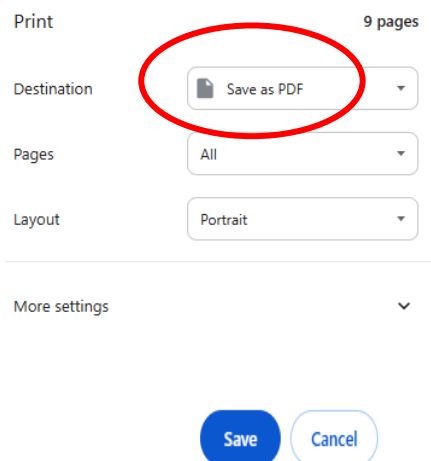 Print 9 pages
Destination Save as PDF
Pages All
Layout Portrait
More settings
Save Cancel